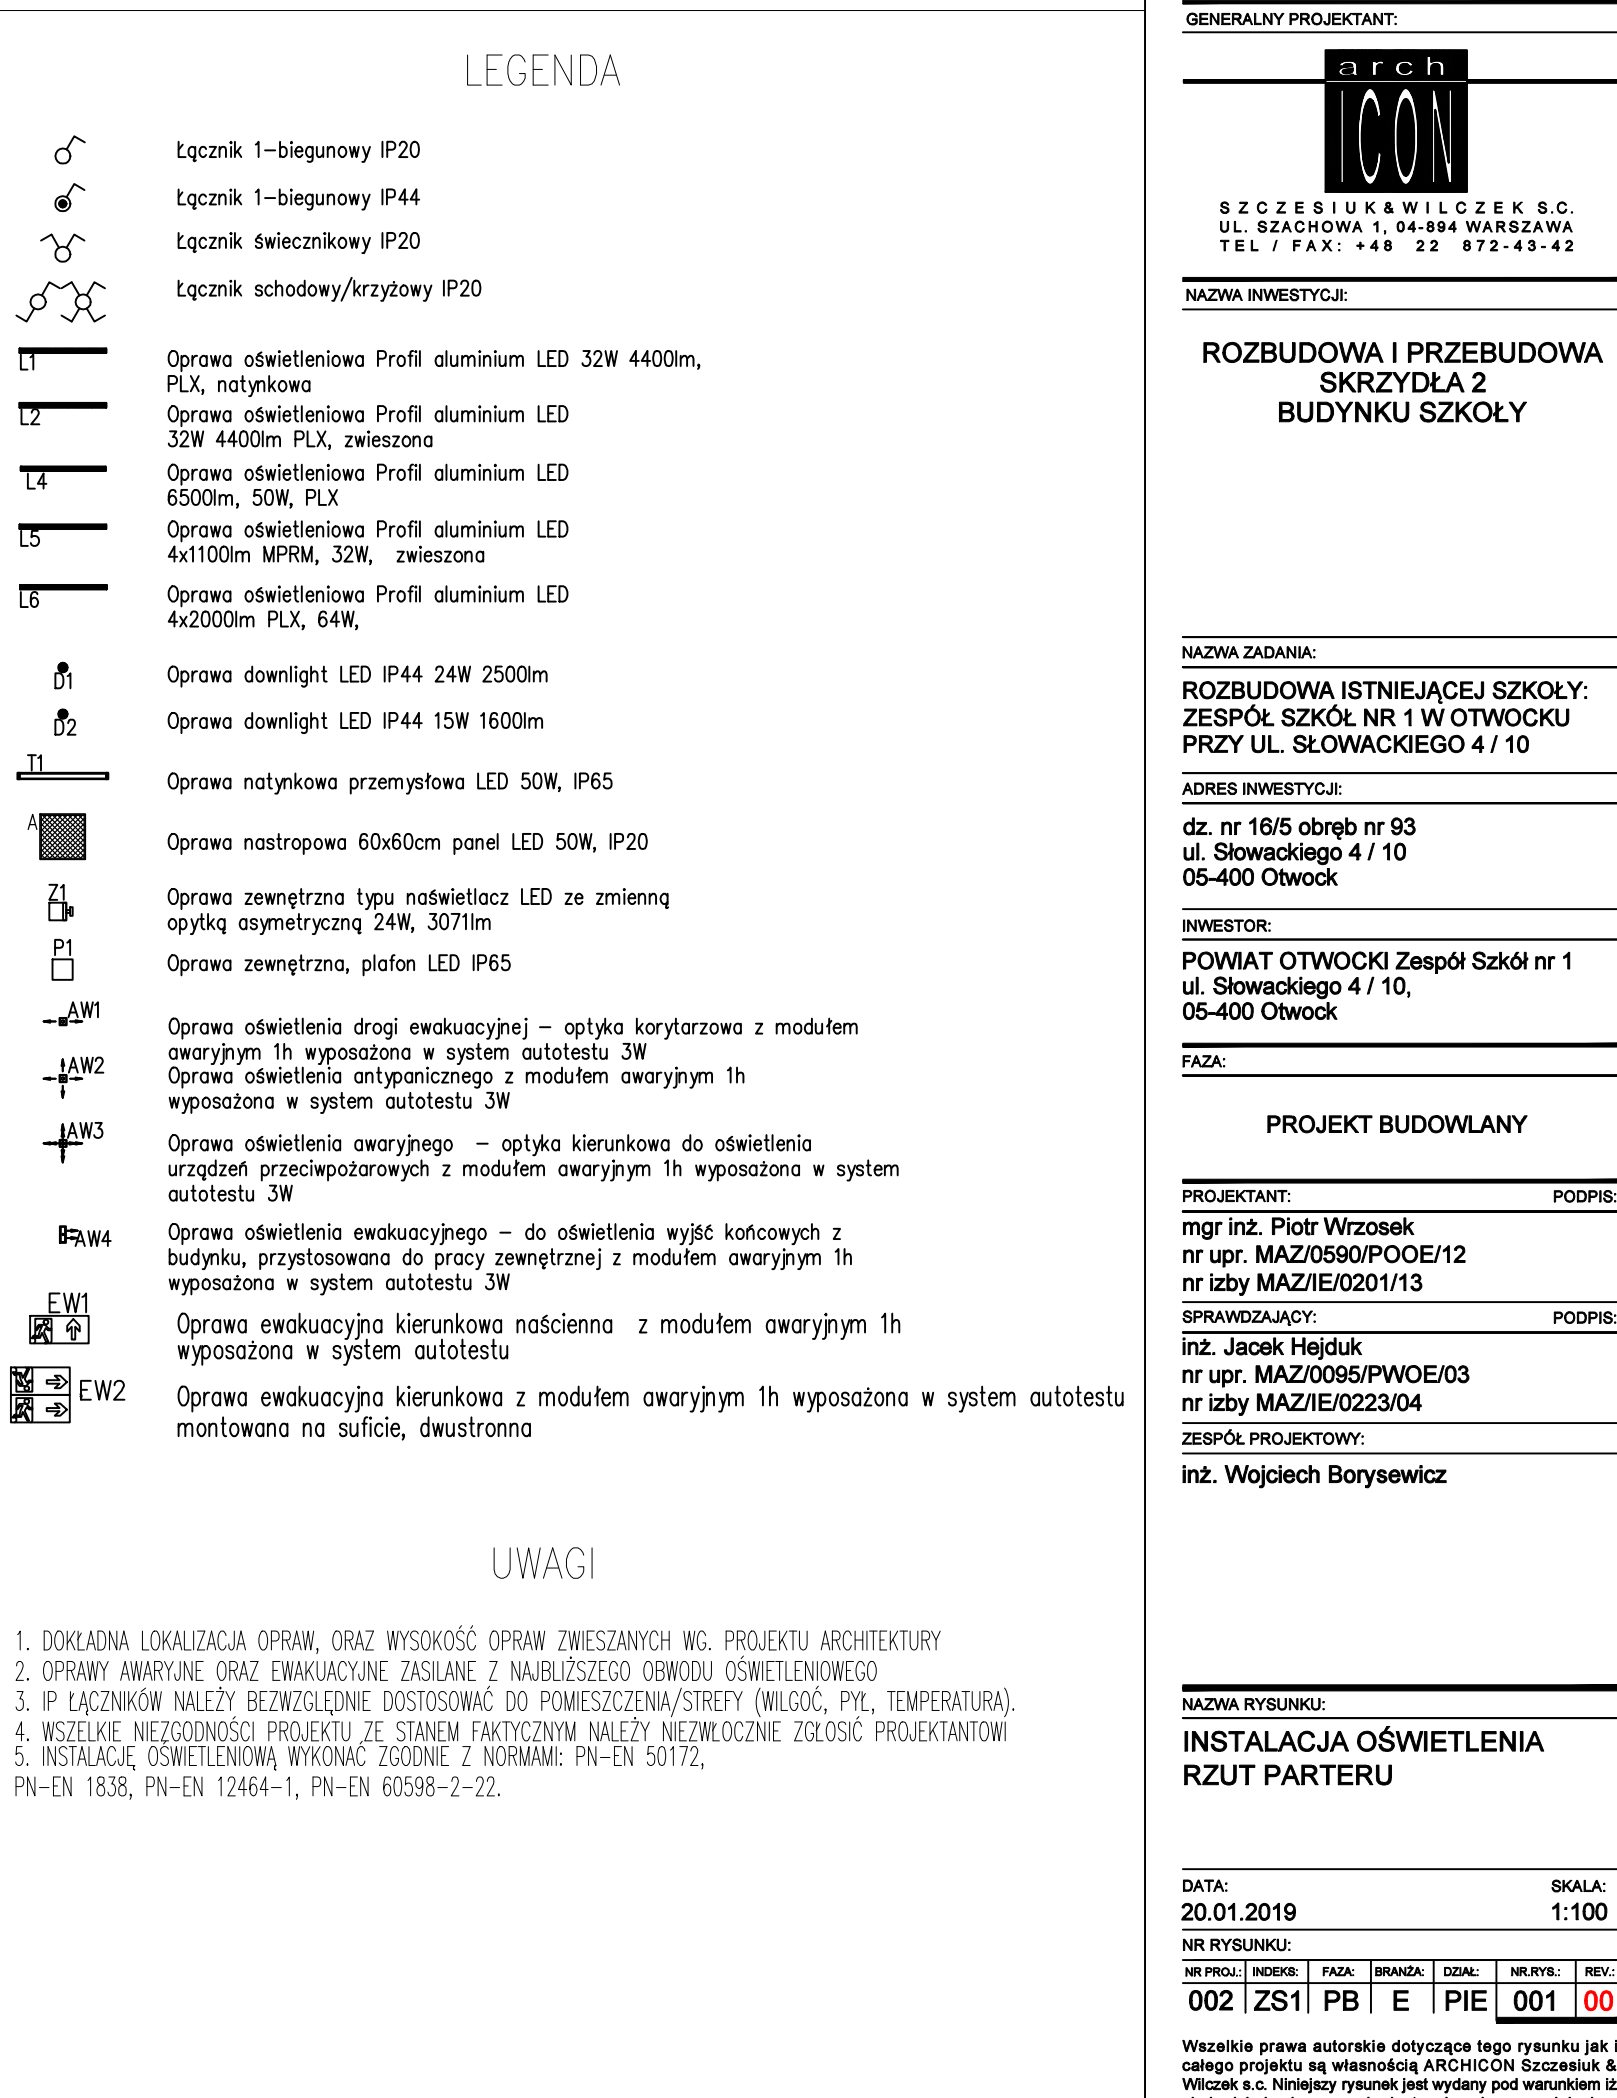 LEGENDA
Łącznik 1-biegunowy IP20
Łącznik 1-biegunowy IP44
Łącznik świecznikowy IP20
Łącznik schodowy/krzyżowy IP20
L1
Oprawa oświetleniowa Profil aluminium LED 32W 4400lm,
PLX, natynkowa
L2
Oprawa oświetleniowa Profil aluminium LED
32W 4400lm PLX, zwieszona
L4
Oprawa oświetleniowa Profil aluminium LED
6500lm, 50W, PLX
L5
Oprawa oświetleniowa Profil aluminium LED
4x1100lm MPRM, 32W, zwieszona
L6
Oprawa oświetleniowa Profil aluminium LED
4x2000lm PLX, 64W,
D1
Oprawa downlight LED IP44 24W 2500lm
D2
Oprawa downlight LED IP44 15W 1600lm
T1
Oprawa natynkowa przemysłowa LED 50W, IP65
A
Oprawa nastropowa 60x60cm panel LED 50W, IP20
Z1
Oprawa zewnętrzna typu naświetlacz LED ze zmienną
opytką asymetryczną 24W, 3071lm
P1
Oprawa zewnętrzna, plafon LED IP65
AW1
Oprawa oświetlenia drogi ewakuacyjnej – optyka korytarzowa z modułem
awaryjnym 1h wyposażona w system autotestu 3W
AW2
Oprawa oświetlenia antypanicznego z modułem awaryjnym 1h
wyposażona w system autotestu 3W
AW3
Oprawa oświetlenia awaryjnego – optyka kierunkowa do oświetlenia
urządzeń przeciwpożarowych z modułem awaryjnym 1h wyposażona w system
autotestu 3W
AW4
Oprawa oświetlenia ewakuacyjnego – do oświetlenia wyjść końcowych z
budynku, przystosowana do pracy zewnętrznej z modułem awaryjnym 1h
wyposażona w system autotestu 3W
EW1
Oprawa ewakuacyjna kierunkowa naścienna z modułem awaryjnym 1h
wyposażona w system autotestu
EW2
Oprawa ewakuacyjna kierunkowa z modułem awaryjnym 1h wyposażona w system autotestu
montowana na suficie, dwustronna
UWAGI
1. DOKŁADNA LOKALIZACJA OPRAW, ORAZ WYSOKOŚĆ OPRAW ZWIESZANYCH WG. PROJEKTU ARCHITEKTURY
2. OPRAWY AWARYJNE ORAZ EWAKUACYJNE ZASILANE Z NAJBLIŻSZEGO OBWODU OŚWIETLENIOWEGO
3. IP ŁĄCZNIKÓW NALEŻY BEZWZGLĘDNIE DOSTOSOWAĆ DO POMIESZCZENIA/STREFY (WILGOĆ, PYŁ, TEMPERATURA).
4. WSZELKIE NIEZGODNOŚCI PROJEKTU ZE STANEM FAKTYCZNYM NALEŻY NIEZWŁOCZNIE ZGŁOSIĆ PROJEKTANTOWI
5. INSTALACJĘ OŚWIETLENIOWĄ WYKONAĆ ZGODNIE Z NORMAMI: PN-EN 50172,
PN-EN 1838, PN-EN 12464-1, PN-EN 60598-2-22.
GENERALNY PROJEKTANT:
arch
ICON
SZCZESIUK&WILCZEK S.C.
UL. SZACHOWA 1, 04-894 WARSZAWA
TEL / FAX: +48 22 872-43-42
NAZWA INWESTYCJI:
ROZBUDOWA I PRZEBUDOWA
SKRZYDŁA 2
BUDYNKU SZKOŁY
NAZWA ZADANIA:
ROZBUDOWA ISTNIEJĄCEJ SZKOŁY:
ZESPÓŁ SZKÓŁ NR 1 W OTWOCKU
PRZY UL. SŁOWACKIEGO 4 / 10
ADRES INWESTYCJI:
dz. nr 16/5 obręb nr 93
ul. Słowackiego 4 / 10
05-400 Otwock
INWESTOR:
POWIAT OTWOCKI Zespół Szkół nr 1
ul. Słowackiego 4 / 10,
05-400 Otwock
FAZA:
PROJEKT BUDOWLANY
PROJEKTANT: PODPIS:
mgr inż. Piotr Wrzosek
nr upr. MAZ/0590/POOE/12
nr izby MAZ/IE/0201/13
SPRAWDZAJĄCY: PODPIS:
inż. Jacek Hejduk
nr upr. MAZ/0095/PWOE/03
nr izby MAZ/IE/0223/04
ZESPÓŁ PROJEKTOWY:
inż. Wojciech Borysewicz
NAZWA RYSUNKU:
INSTALACJA OŚWIETLENIA
RZUT PARTERU
DATA: SKALA:
20.01.2019 1:100
NR RYSUNKU:
NR PROJ.: INDEKS: FAZA: BRANŻA: DZIAŁ: NR.RYS.: REV.:
002 ZS1 PB E PIE 001 00
Wszelkie prawa autorskie dotyczące tego rysunku jak i
całego projektu są własnością ARCHICON Szczesiuk &
Wilczek s.c. Niniejszy rysunek jest wydany pod warunkiem iż